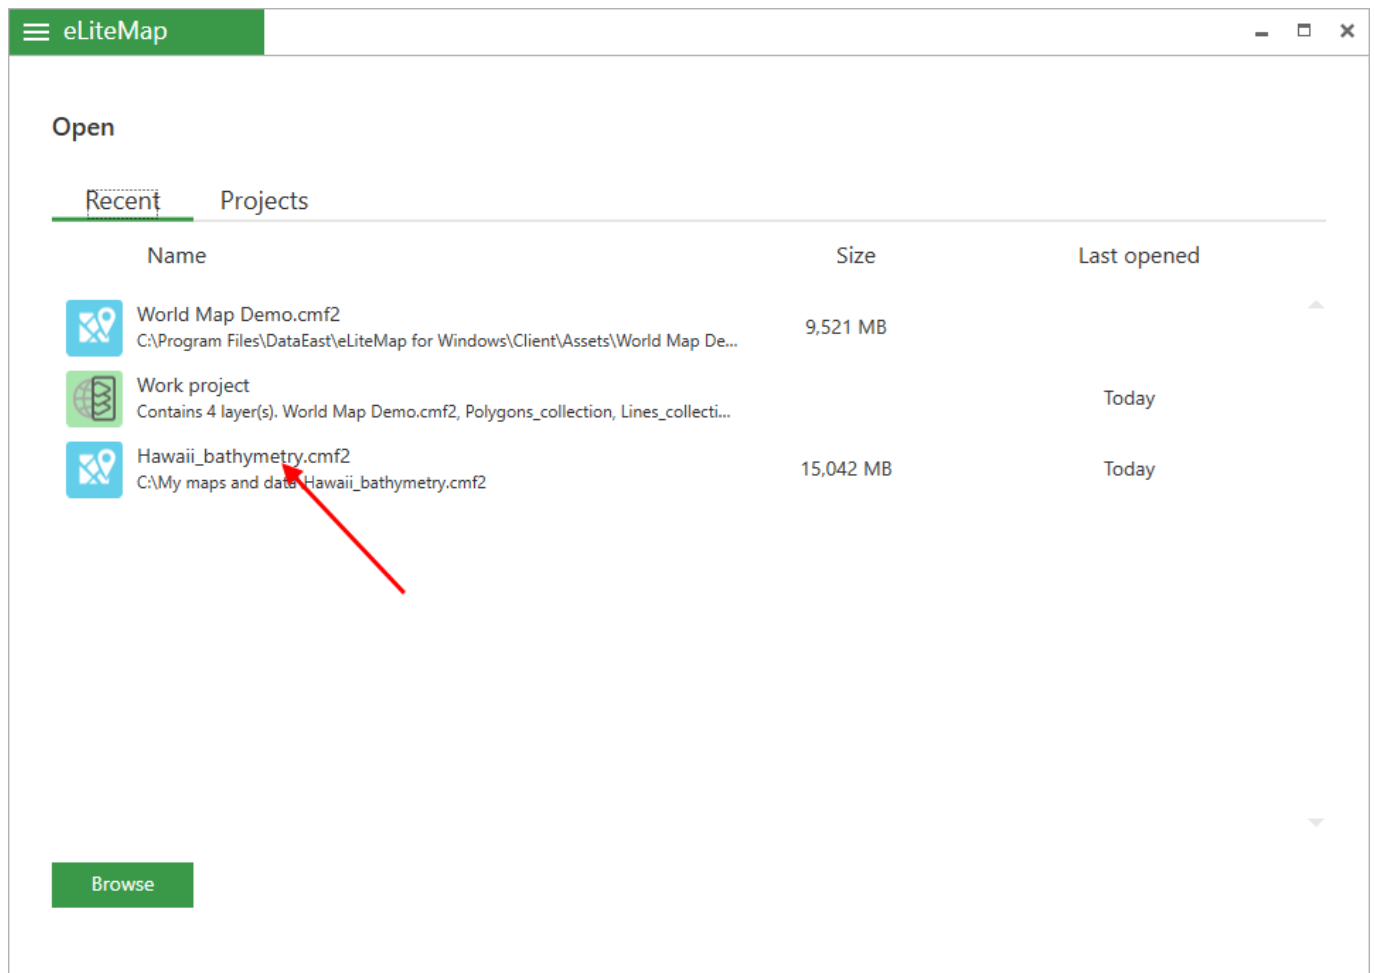 eLiteMap
Open
Recent Projects
Name Size Last opened
World Map Demo.cmf2
C:\Program Files\DataEast\eLiteMap for Windows\Client\Assets\World Map De...
9,521 MB
Work project
Contains 4 layer(s). World Map Demo.cmf2, Polygons_collection, Lines_collecti...
Today
Hawaii_bathymetry.cmf2
C:\My maps and data\Hawaii_bathymetry.cmf2
15,042 MB
Today
Browse